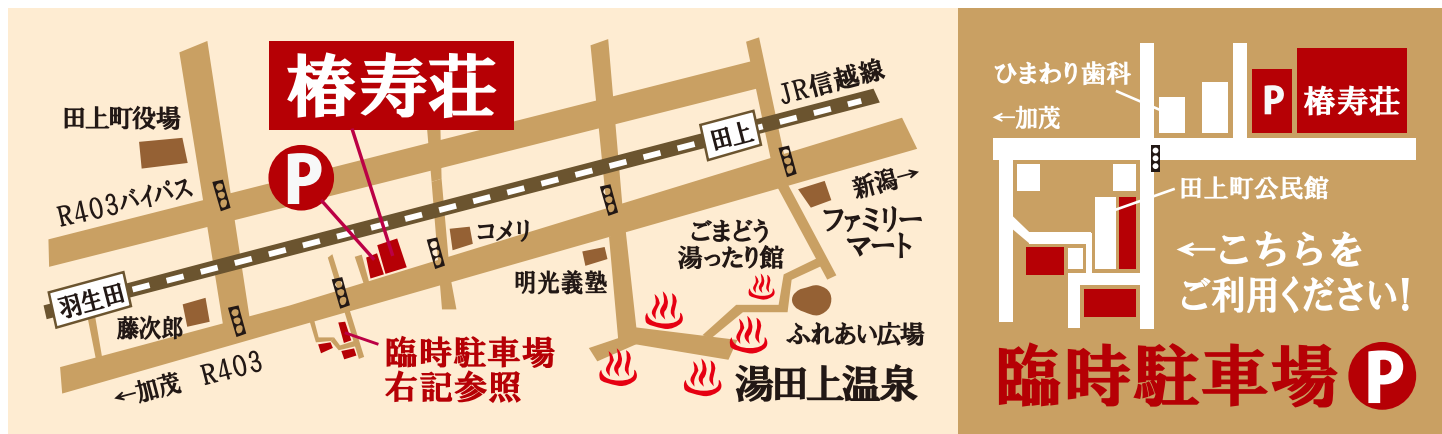 椿寿荘
田上町役場
JR信越線
田上
P
R403バイパス
新潟→
コメリ
ファミリー
マート
ごまどう
湯ったり館
明光義塾
羽生田
藤次郎
ふれあい広場
臨時駐車場
右記参照
湯田上温泉
R403
←加茂
ひまわり歯科
←加茂
P
椿寿荘
田上町公民館
←こちらを
ご利用ください!
臨時駐車場 P